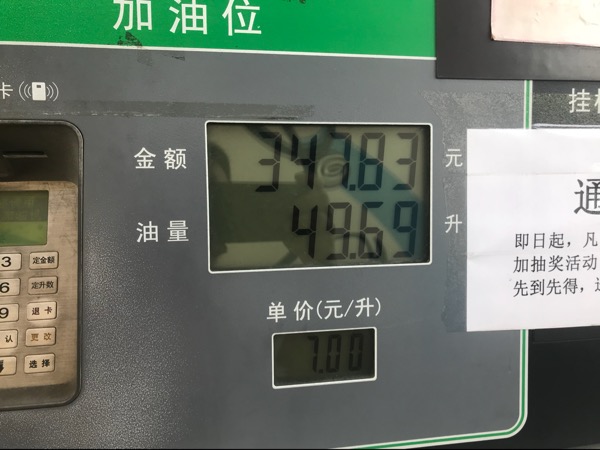 加油位
卡
挂
金额 347.83 元
油量 49.69 升
单价(元/升)
7.00
3 定金额
6 定升数
9 退卡
认 更改
选择
通
即日起，凡
加抽奖活动
先到先得，